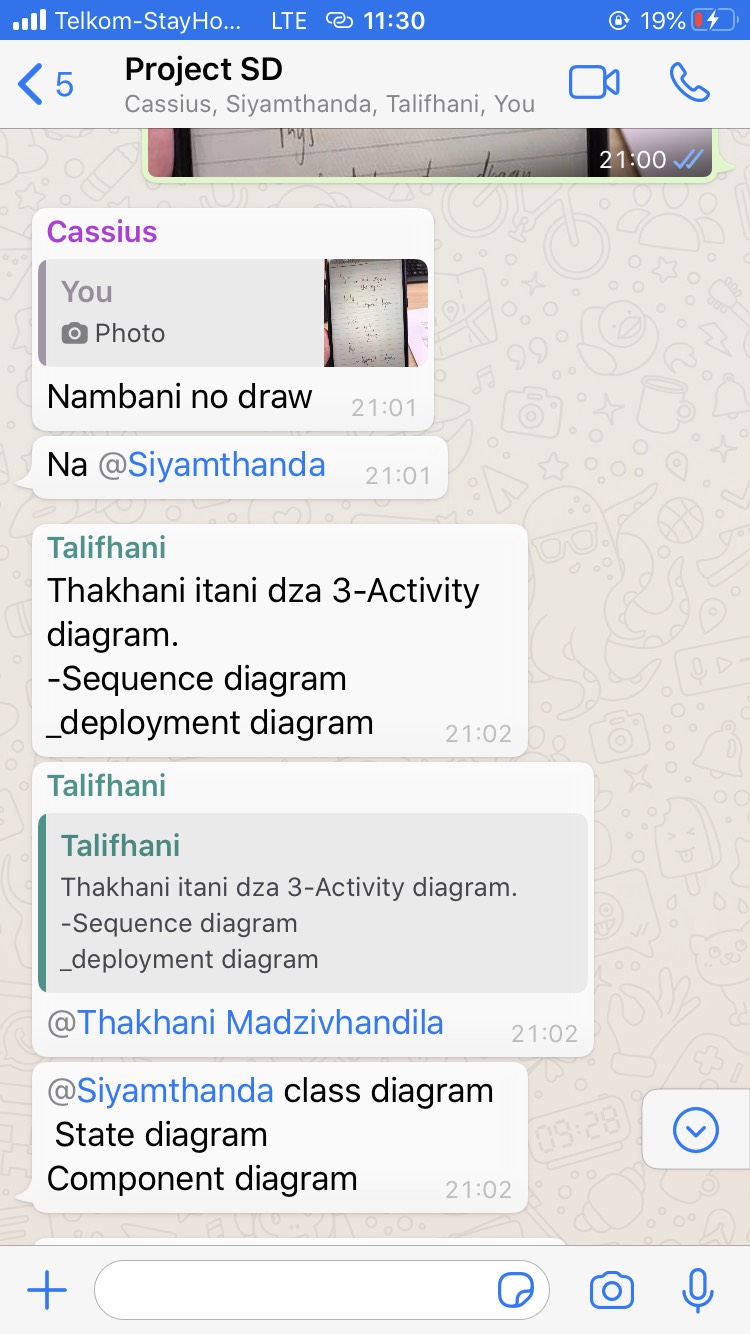 Telkom-StayHo... LTE 11:30 19%
5 Project SD
Cassius, Siyamthanda, Talifhani, You
21:00
Cassius
You
Photo
Nambani no draw 21:01
Na @Siyamthanda 21:01
Talifhani
Thakhani itani dza 3-Activity
diagram.
-Sequence diagram
_deployment diagram 21:02
Talifhani
Talifhani
Thakhani itani dza 3-Activity diagram.
-Sequence diagram
_deployment diagram
@Thakhani Madzivhandila 21:02
@Siyamthanda class diagram
State diagram
Component diagram 21:02